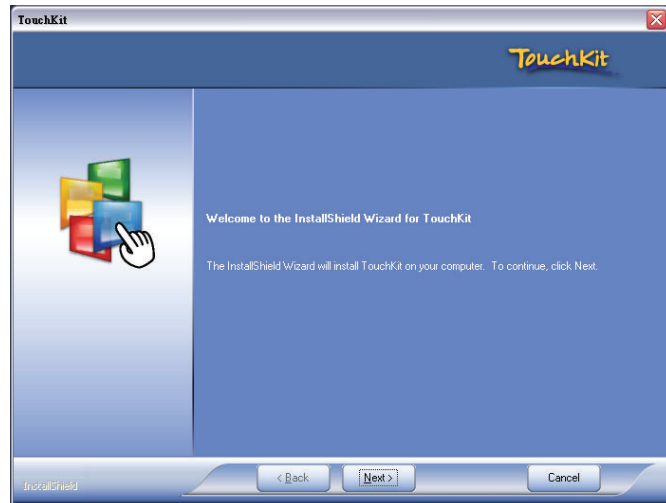 TouchKit
TouchKit
Welcome to the InstallShield Wizard for TouchKit
The InstallShield Wizard will install TouchKit on your computer. To continue, click Next.
InstallShield
< Back
Next >
Cancel